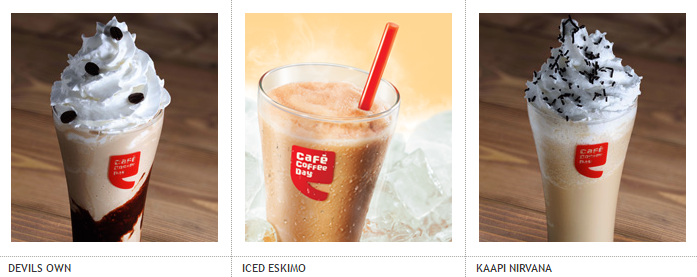 Café
Coffee
Day
Café
Coffee
Day
Café
Coffee
Day
DEVILS OWN
ICED ESKIMO
KAAPI NIRVANA